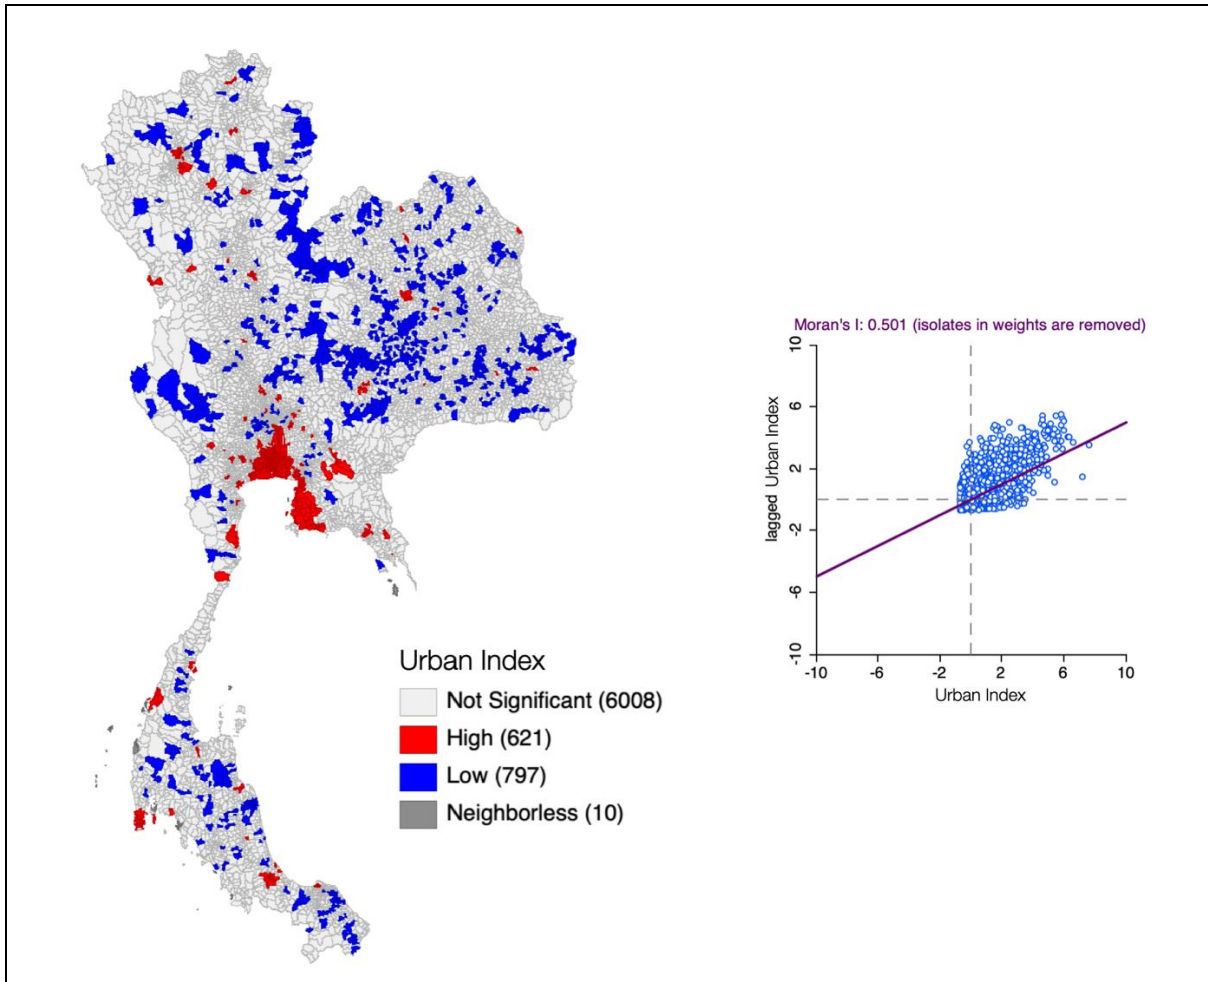 Urban Index
Not Significant (6008)
High (621)
Low (797)
Neighborless (10)
Moran's I: 0.501 (isolates in weights are removed)
10
6
2
-2
-6
-10
lagged Urban Index
-10
-6
-2
2
6
10
Urban Index